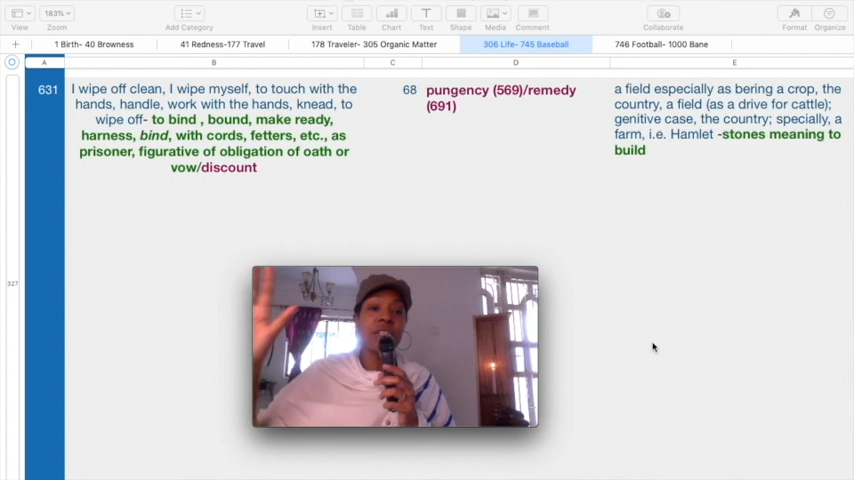 183%
View
Zoom
Add Category
Insert
Table
Chart
Text
Shape
Media
Comment
Collaborate
Format
Organize
1 Birth- 40 Browness
41 Redness-177 Travel
178 Traveler- 305 Organic Matter
306 Life- 745 Baseball
746 Football- 1000 Bane
A
B
C
D
E
327
631
I wipe off clean, I wipe myself, to touch with the
hands, handle, work with the hands, knead, to
wipe off- to bind , bound, make ready,
harness, bind, with cords, fetters, etc., as
prisoner, figurative of obligation of oath or
vow/discount
68
pungency (569)/remedy
(691)
a field especially as bering a crop, the
country, a field (as a drive for cattle);
genitive case, the country; specially, a
farm, i.e. Hamlet -stones meaning to
build